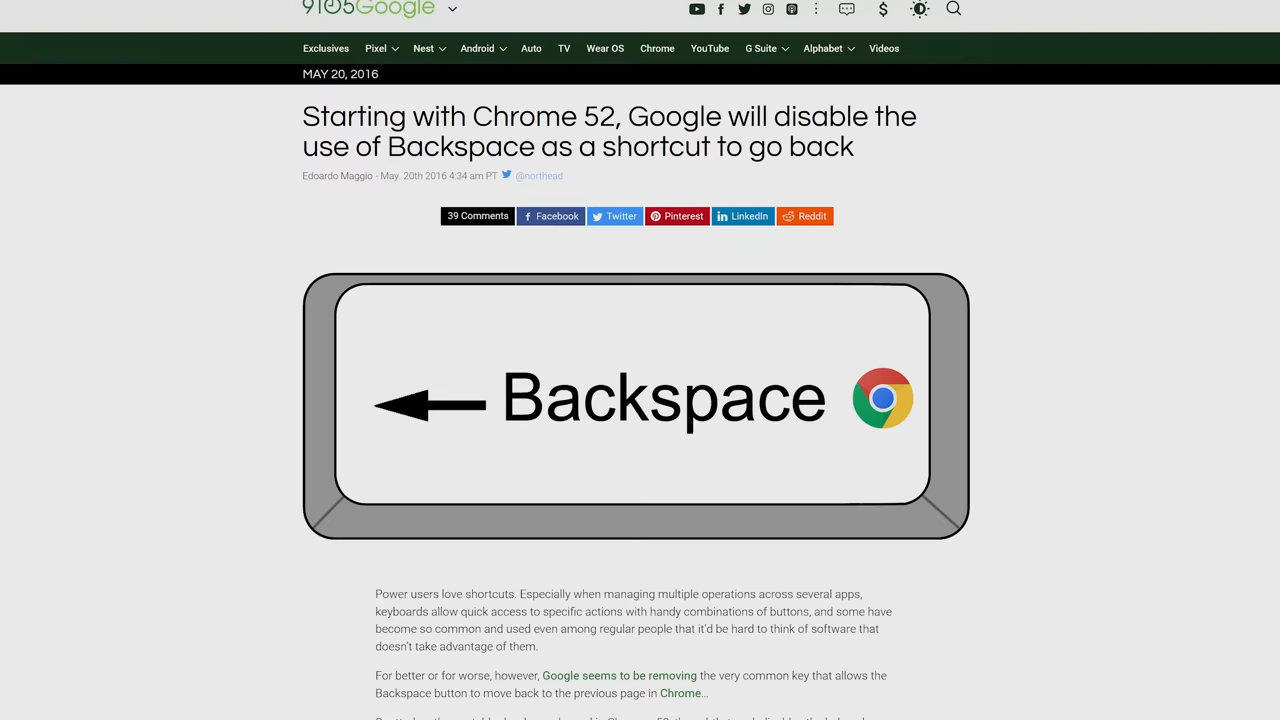 9TO5Google
Exclusives Pixel Nest Android Auto TV Wear OS Chrome YouTube G Suite Alphabet Videos
MAY 20, 2016
Starting with Chrome 52, Google will disable the
use of Backspace as a shortcut to go back
Edoardo Maggio - May. 20th 2016 4:34 am PT @northead
39 Comments Facebook Twitter Pinterest LinkedIn Reddit
Backspace
Power users love shortcuts. Especially when managing multiple operations across several apps,
keyboards allow quick access to specific actions with handy combinations of buttons, and some have
become so common and used even among regular people that it'd be hard to think of software that
doesn't take advantage of them.
For better or for worse, however, Google seems to be removing the very common key that allows the
Backspace button to move back to the previous page in Chrome…